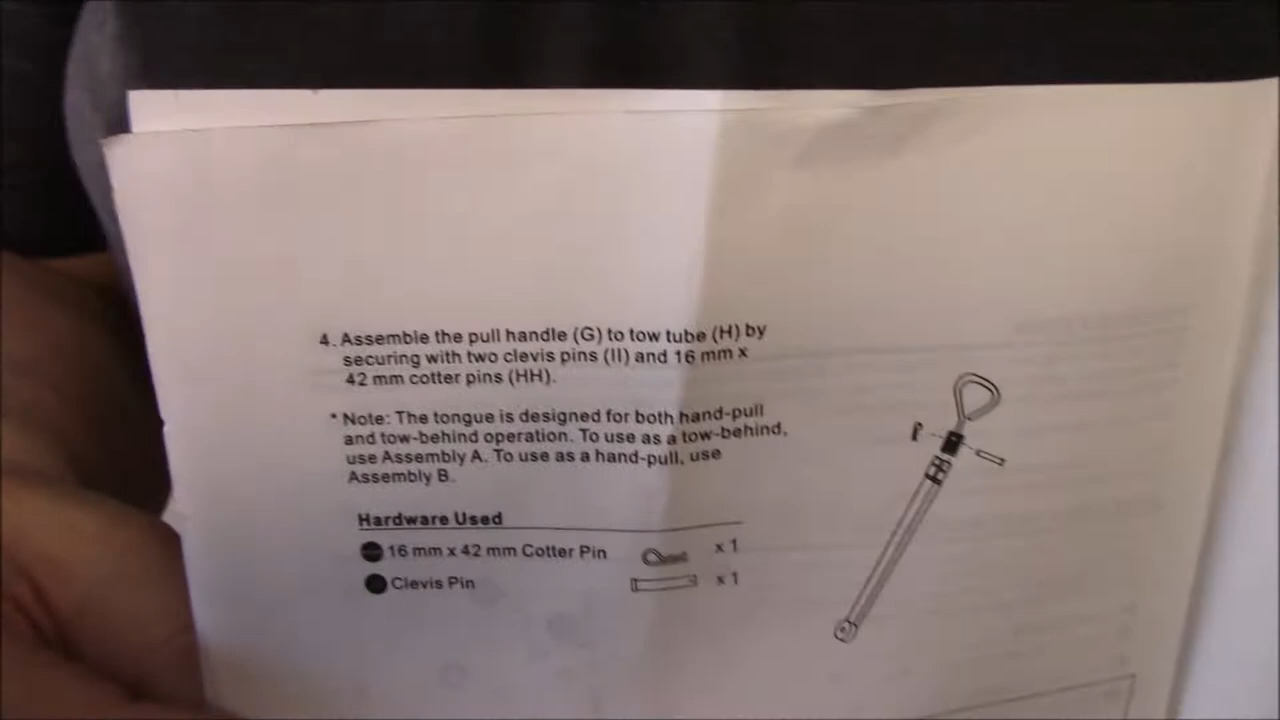 4. Assemble the pull handle (G) to tow tube (H) by
securing with two clevis pins (II) and 16 mm x
42 mm cotter pins (HH).
* Note: The tongue is designed for both hand-pull
and tow-behind operation. To use as a tow-behind,
use Assembly A. To use as a hand-pull, use
Assembly B.
Hardware Used
16 mm x 42 mm Cotter Pin x 1
Clevis Pin x 1